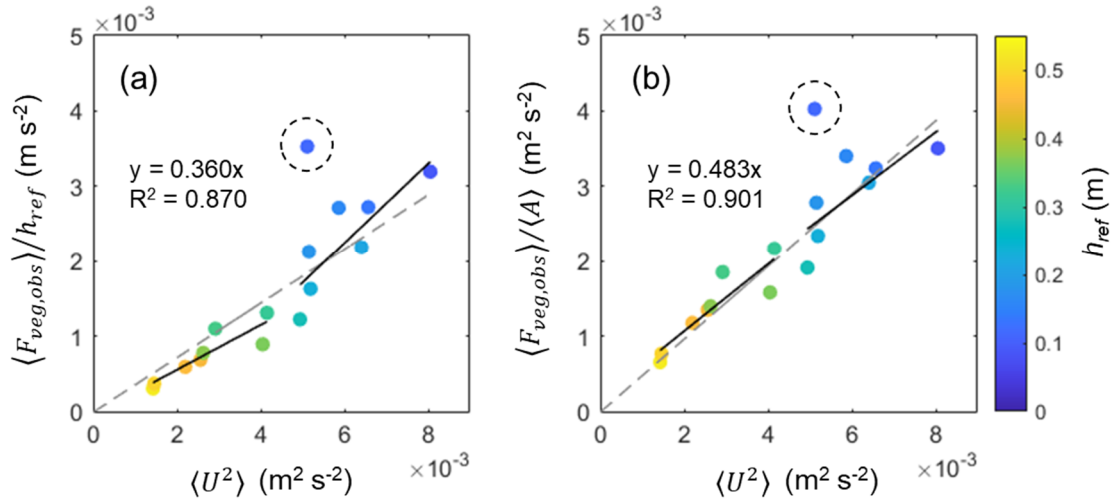 × 10⁻³
5
4
3
2
1
0
(a)
y = 0.360x
R² = 0.870
⟨F_veg,obs⟩/h_ref (m s⁻²)
0 2 4 6 8
× 10⁻³
⟨U²⟩ (m² s⁻²)
× 10⁻³
5
4
3
2
1
0
(b)
y = 0.483x
R² = 0.901
⟨F_veg,obs⟩/⟨A⟩ (m² s⁻²)
0 2 4 6 8
× 10⁻³
⟨U²⟩ (m² s⁻²)
0.5
0.4
0.3
0.2
0.1
0
h_ref (m)